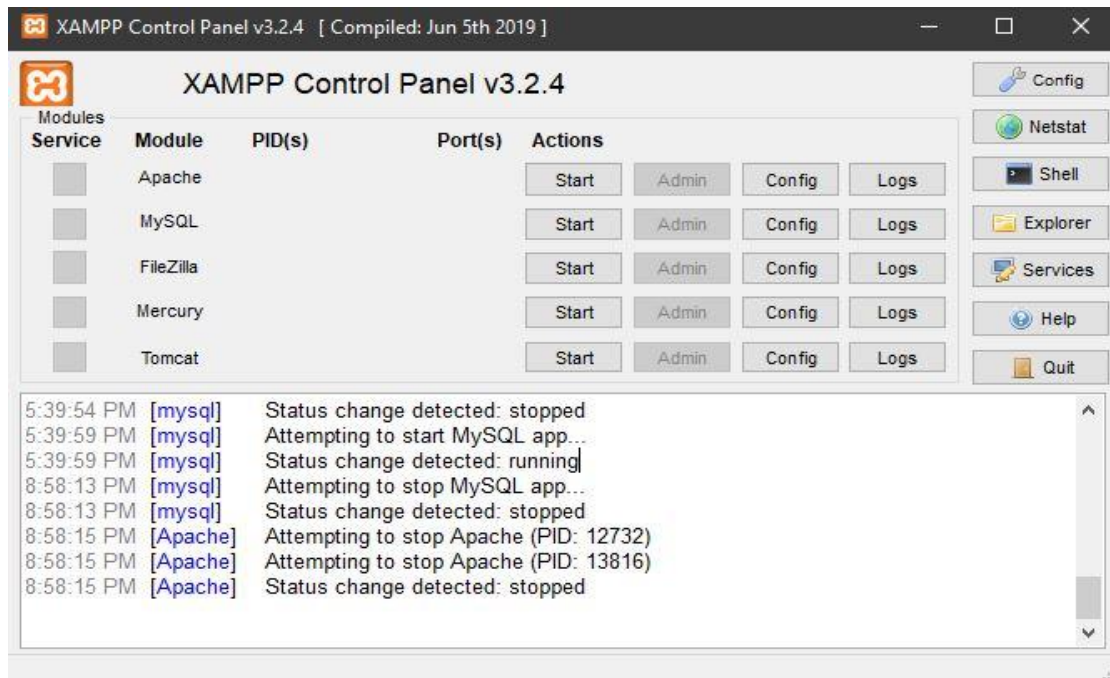 XAMPP Control Panel v3.2.4 [ Compiled: Jun 5th 2019 ]
XAMPP Control Panel v3.2.4
Config
Modules
Service Module PID(s) Port(s) Actions
Netstat
Apache Start Admin Config Logs
Shell
MySQL Start Admin Config Logs
Explorer
FileZilla Start Admin Config Logs
Services
Mercury Start Admin Config Logs
Help
Tomcat Start Admin Config Logs
Quit
5:39:54 PM [mysql] Status change detected: stopped
5:39:59 PM [mysql] Attempting to start MySQL app...
5:39:59 PM [mysql] Status change detected: running
8:58:13 PM [mysql] Attempting to stop MySQL app...
8:58:13 PM [mysql] Status change detected: stopped
8:58:15 PM [Apache] Attempting to stop Apache (PID: 12732)
8:58:15 PM [Apache] Attempting to stop Apache (PID: 13816)
8:58:15 PM [Apache] Status change detected: stopped